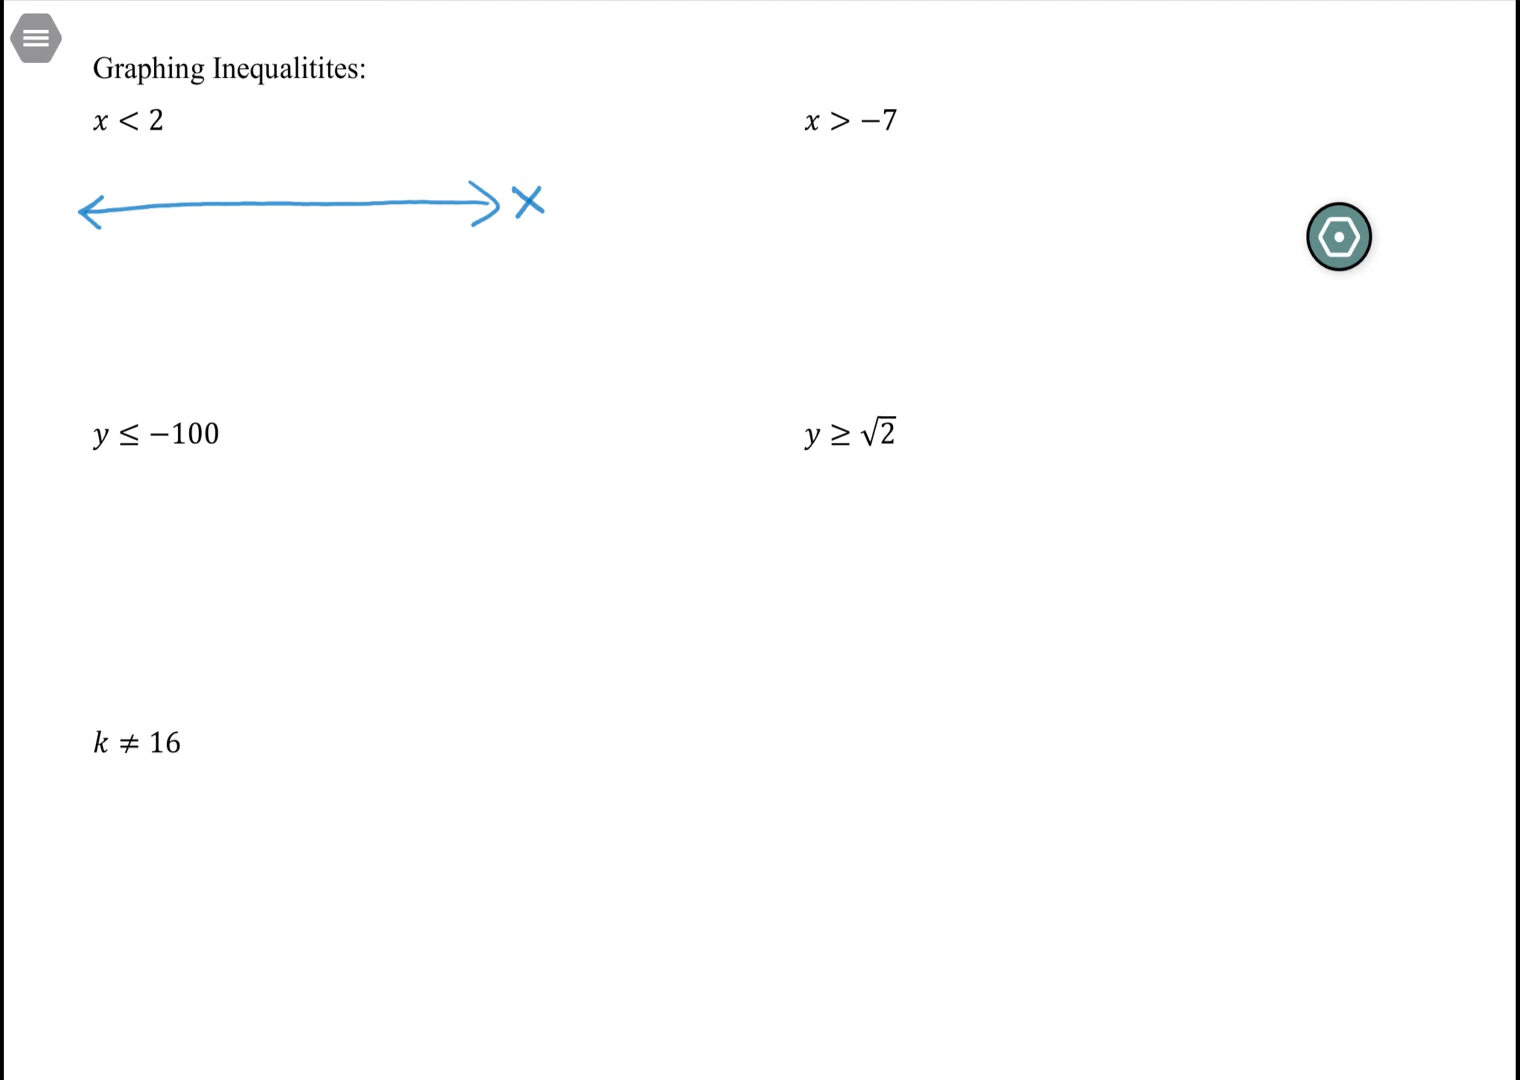 Graphing Inequalitites:
x < 2
x > −7
x
y ≤ −100
y ≥ √2
k ≠ 16